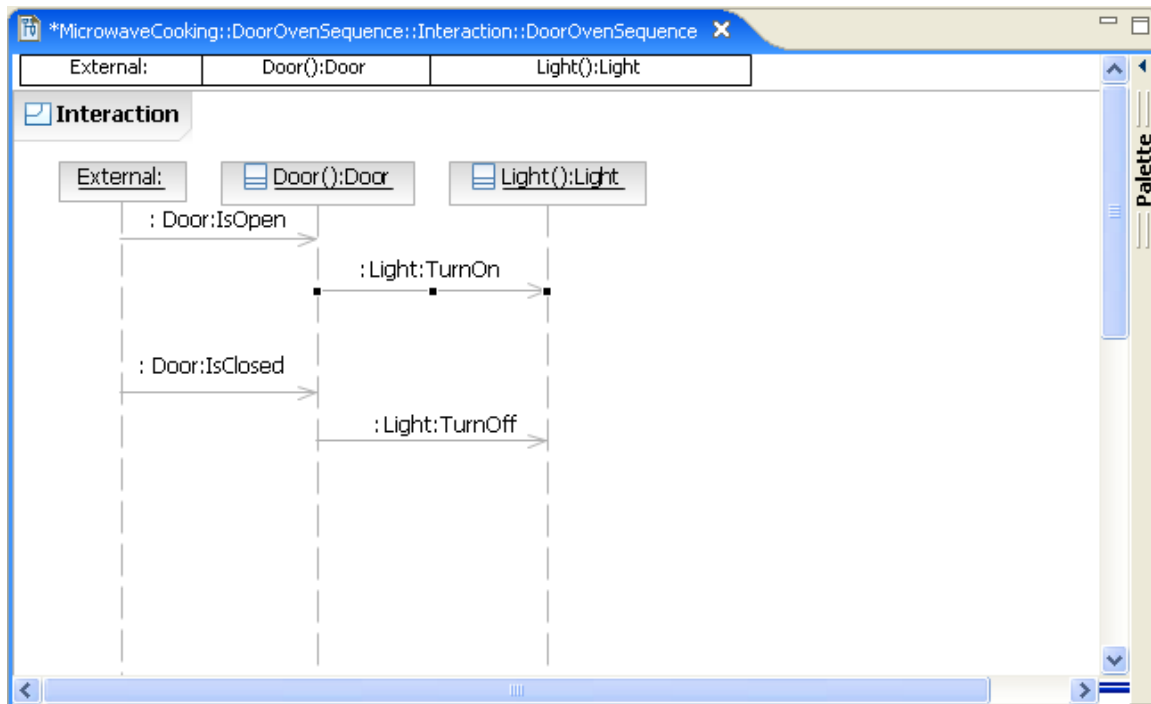 *MicrowaveCooking::DoorOvenSequence::Interaction::DoorOvenSequence
External: Door():Door Light():Light
Interaction
Palette
External: Door():Door Light():Light
: Door:IsOpen
:Light:TurnOn
: Door:IsClosed
:Light:TurnOff